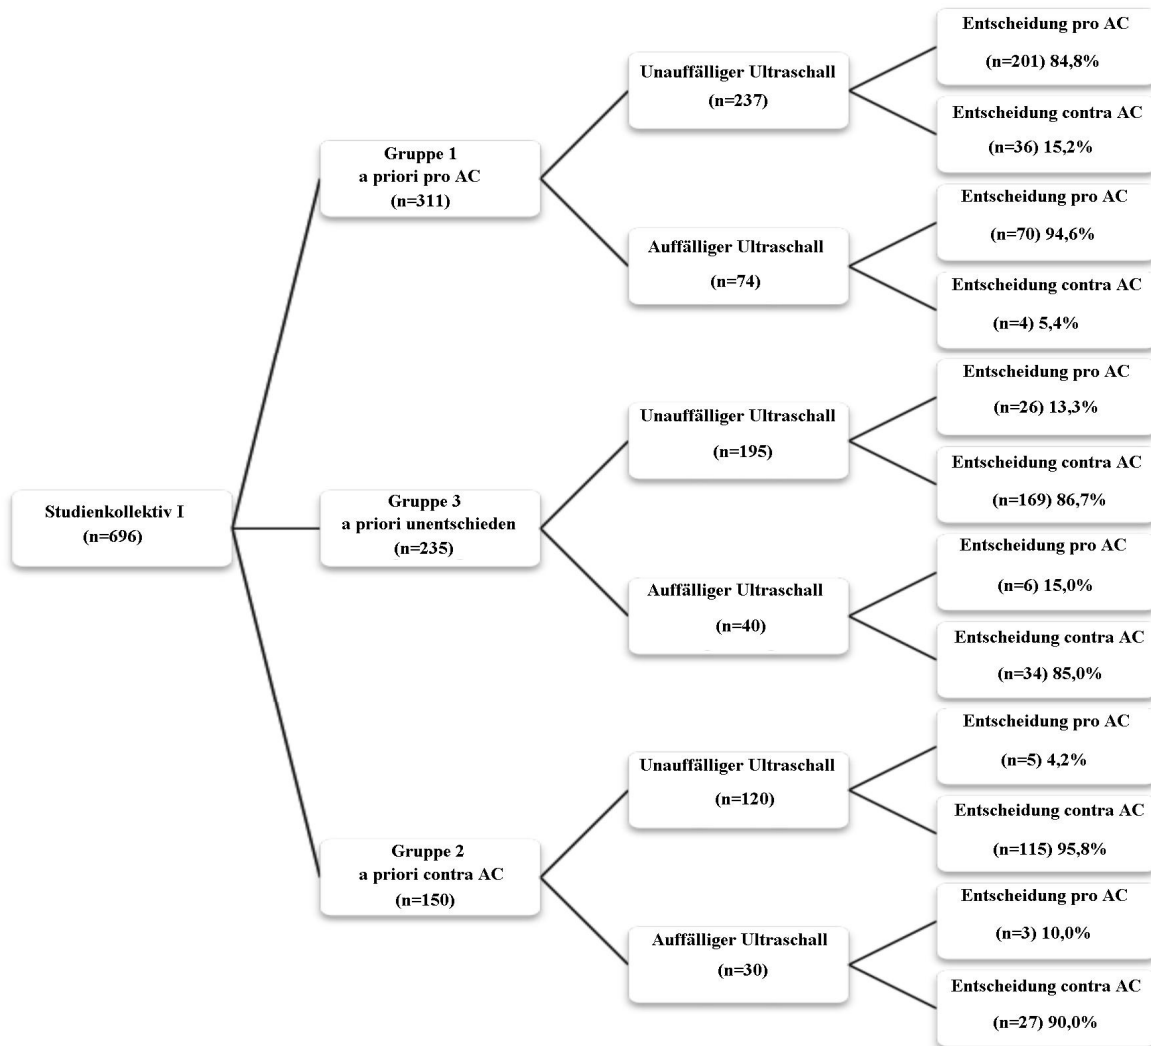 Studienkollektiv I
(n=696)
Gruppe 1
a priori pro AC
(n=311)
Unauffälliger Ultraschall
(n=237)
Entscheidung pro AC
(n=201) 84,8%
Entscheidung contra AC
(n=36) 15,2%
Auffälliger Ultraschall
(n=74)
Entscheidung pro AC
(n=70) 94,6%
Entscheidung contra AC
(n=4) 5,4%
Gruppe 3
a priori unentschieden
(n=235)
Unauffälliger Ultraschall
(n=195)
Entscheidung pro AC
(n=26) 13,3%
Entscheidung contra AC
(n=169) 86,7%
Auffälliger Ultraschall
(n=40)
Entscheidung pro AC
(n=6) 15,0%
Entscheidung contra AC
(n=34) 85,0%
Gruppe 2
a priori contra AC
(n=150)
Unauffälliger Ultraschall
(n=120)
Entscheidung pro AC
(n=5) 4,2%
Entscheidung contra AC
(n=115) 95,8%
Auffälliger Ultraschall
(n=30)
Entscheidung pro AC
(n=3) 10,0%
Entscheidung contra AC
(n=27) 90,0%